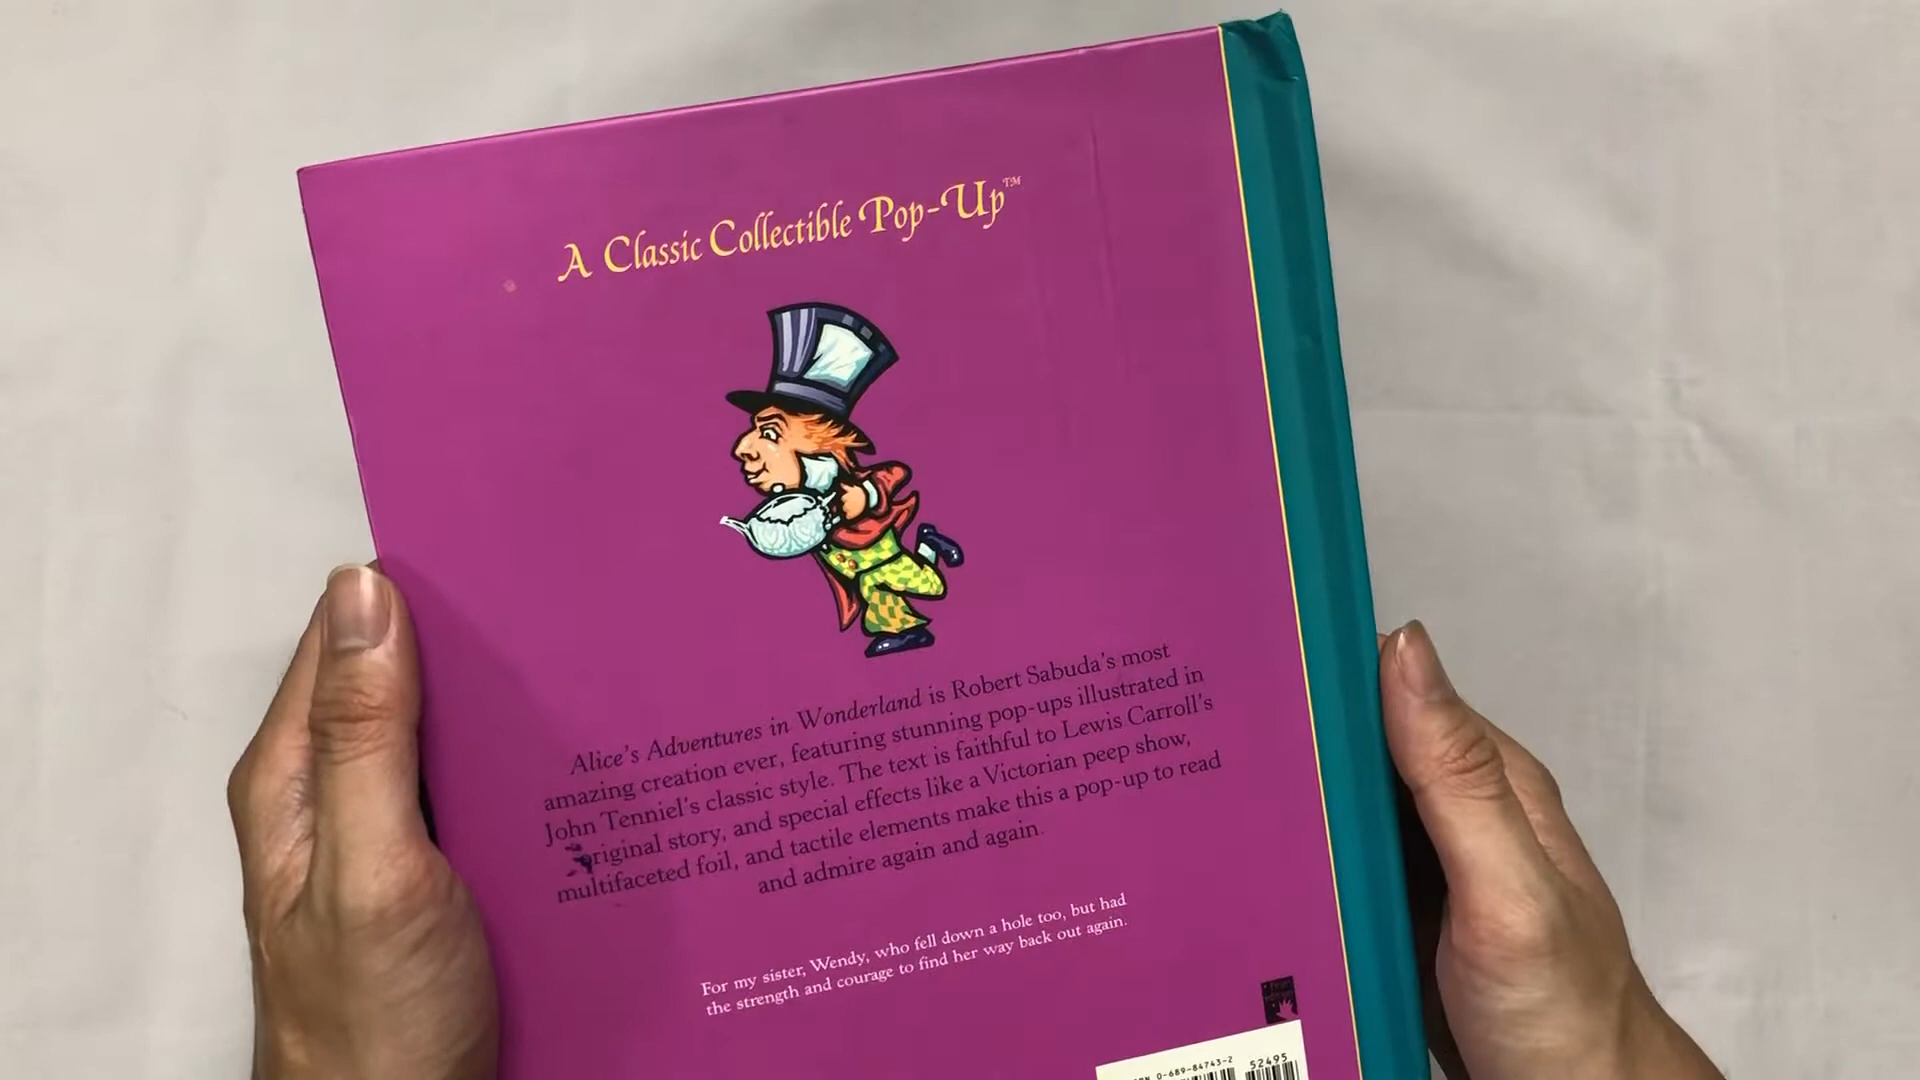 A Classic Collectible Pop-Up™
Alice's Adventures in Wonderland is Robert Sabuda's most
amazing creation ever, featuring stunning pop-ups illustrated in
John Tenniel's classic style. The text is faithful to Lewis Carroll's
original story, and special effects like a Victorian peep show,
multifaceted foil, and tactile elements make this a pop-up to read
and admire again and again.
For my sister, Wendy, who fell down a hole too, but had
the strength and courage to find her way back out again.
0-689-84743-2
52495